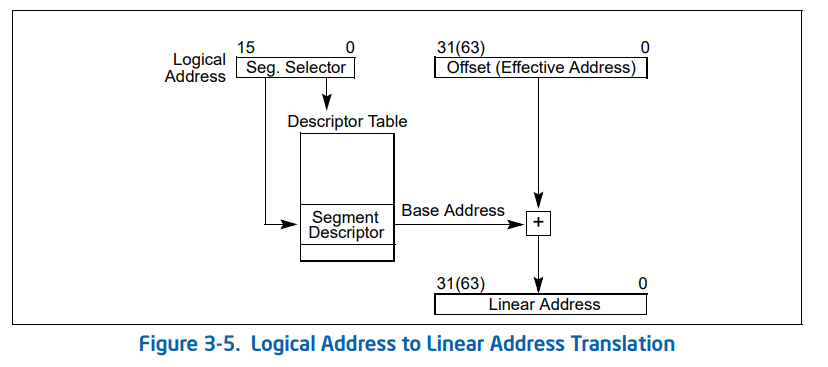 15 0 31(63) 0
Logical
Address
Seg. Selector
Offset (Effective Address)
Descriptor Table
Base Address
Segment
Descriptor
+
31(63) 0
Linear Address
Figure 3-5. Logical Address to Linear Address Translation